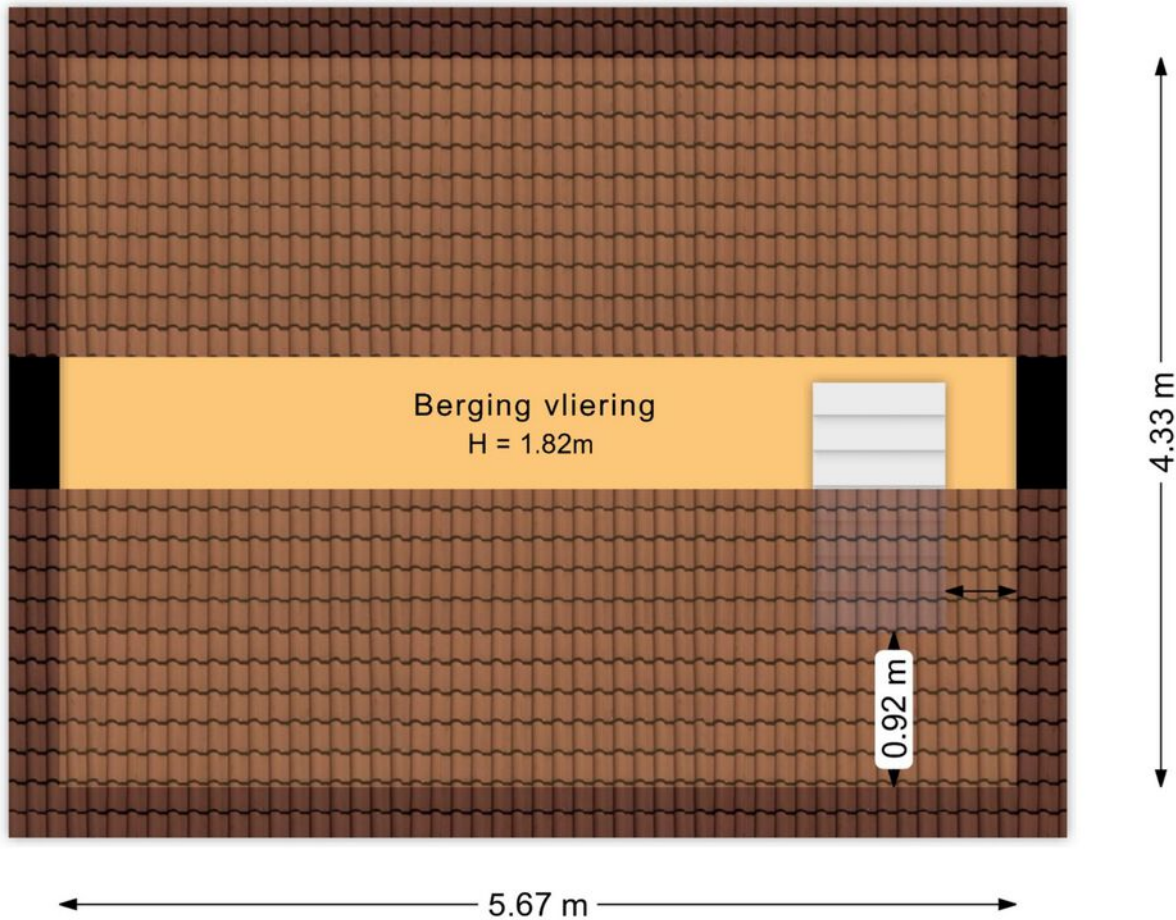 Berging vliering
H = 1.82m
4.33 m
0.92 m
5.67 m